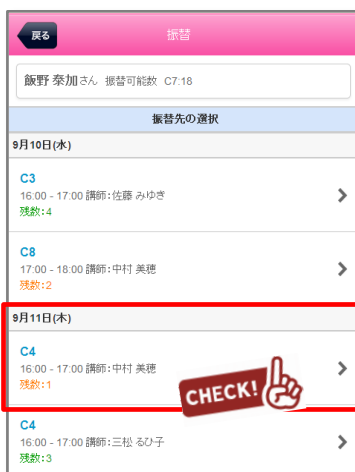 戻る
振替
飯野 泰加さん 振替可能数 C7:18
振替先の選択
9月10日(水)
C3
16:00 - 17:00 講師:佐藤 みゆき
残数:4
C8
17:00 - 18:00 講師:中村 美穂
残数:2
9月11日(木)
C4
16:00 - 17:00 講師:中村 美穂
残数:1
CHECK!
C4
16:00 - 17:00 講師:三松 るひ子
残数:3